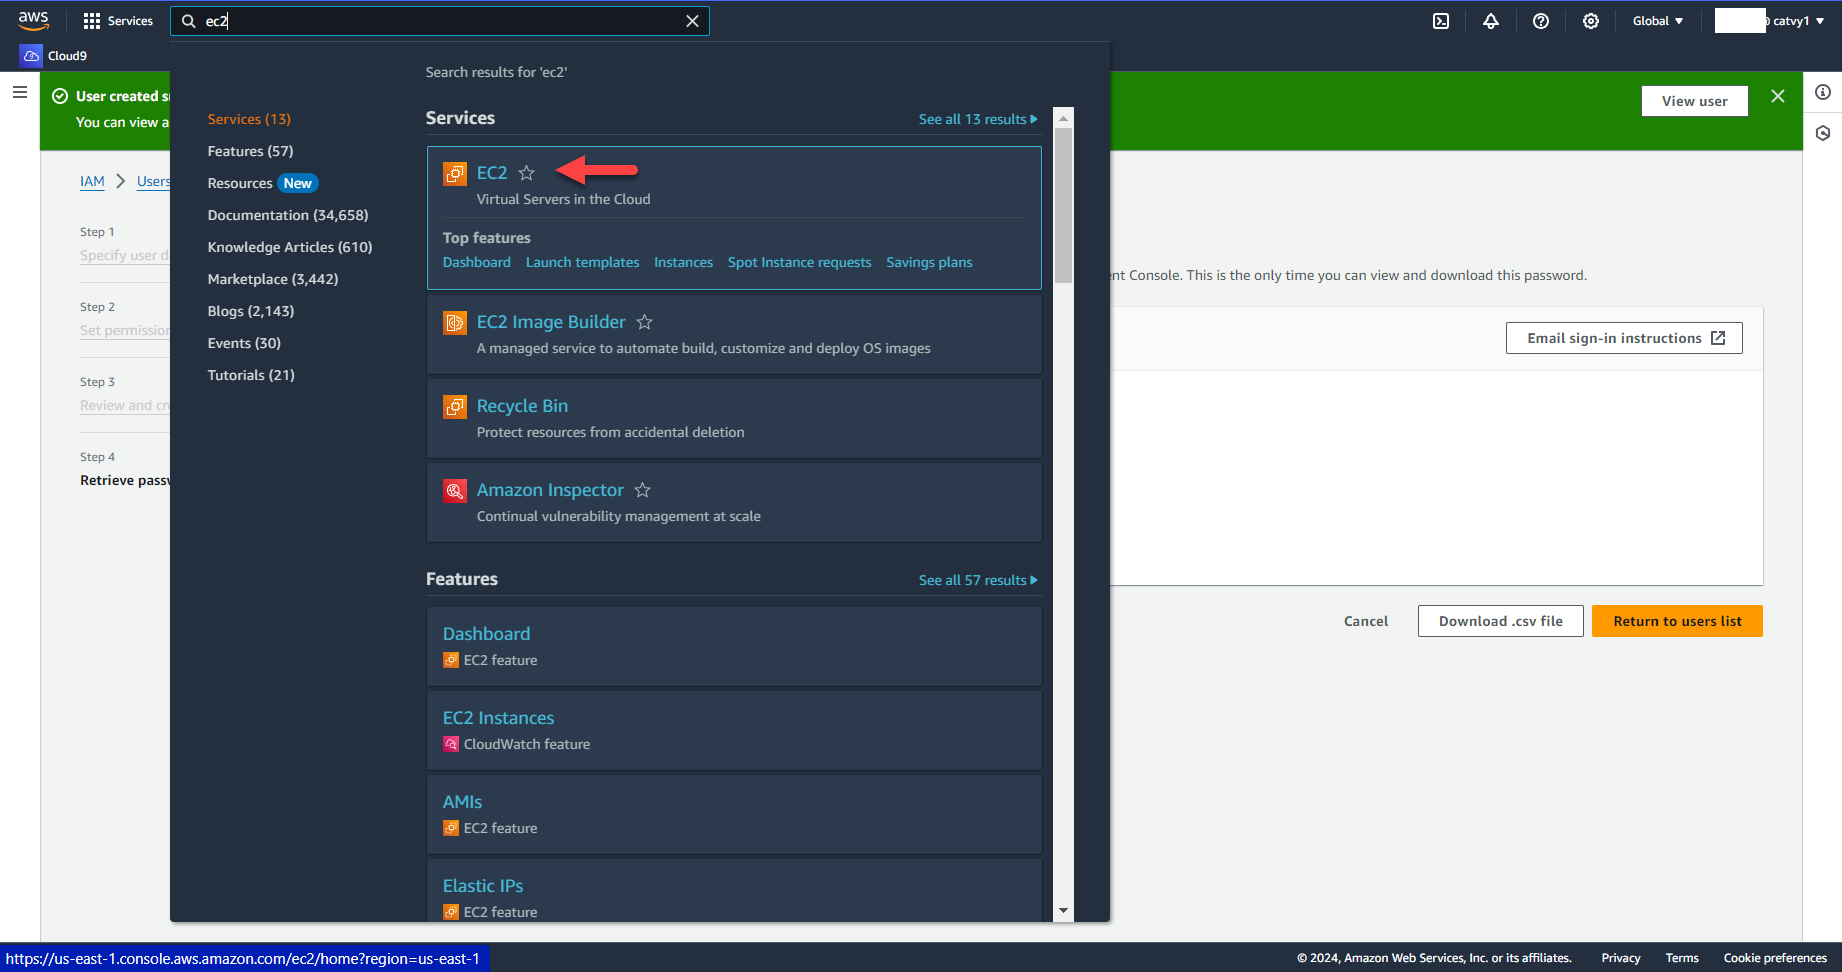 aws
Services
ec2
Global
catvy1
Cloud9
User created s
You can view a
View user
IAM
Users
Step 1
Specify user d
Step 2
Set permission
Step 3
Review and cr
Step 4
Retrieve passw
Search results for 'ec2'
Services (13)
Features (57)
Resources New
Documentation (34,658)
Knowledge Articles (610)
Marketplace (3,442)
Blogs (2,143)
Events (30)
Tutorials (21)
Services
See all 13 results
EC2
Virtual Servers in the Cloud
Top features
Dashboard Launch templates Instances Spot Instance requests Savings plans
EC2 Image Builder
A managed service to automate build, customize and deploy OS images
Recycle Bin
Protect resources from accidental deletion
Amazon Inspector
Continual vulnerability management at scale
Features
See all 57 results
Dashboard
EC2 feature
EC2 Instances
CloudWatch feature
AMIs
EC2 feature
Elastic IPs
EC2 feature
nt Console. This is the only time you can view and download this password.
Email sign-in instructions
Cancel
Download .csv file
Return to users list
https://us-east-1.console.aws.amazon.com/ec2/home?region=us-east-1
© 2024, Amazon Web Services, Inc. or its affiliates.
Privacy
Terms
Cookie preferences